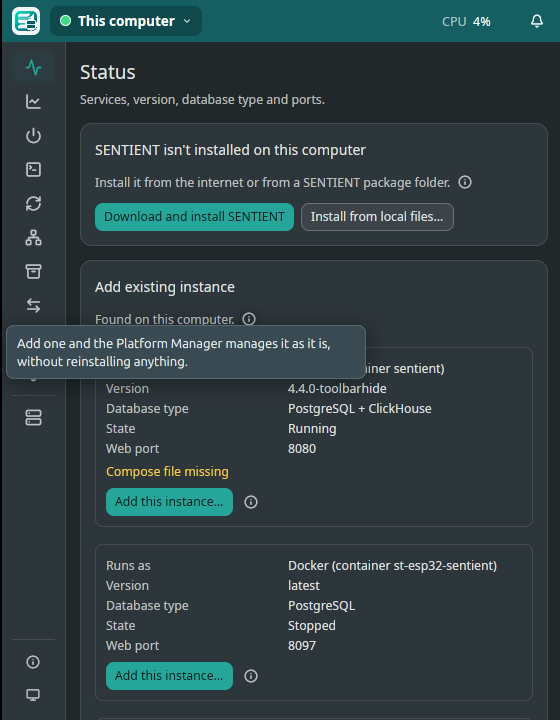 This computer
CPU 4%
Status
Services, version, database type and ports.
SENTIENT isn't installed on this computer
Install it from the internet or from a SENTIENT package folder.
Download and install SENTIENT
Install from local files...
Add existing instance
Found on this computer.
Add one and the Platform Manager manages it as it is,
without reinstalling anything.
sentient)
Version 4.4.0-toolbarhide
Database type PostgreSQL + ClickHouse
State Running
Web port 8080
Compose file missing
Add this instance...
Runs as Docker (container st-esp32-sentient)
Version latest
Database type PostgreSQL
State Stopped
Web port 8097
Add this instance...